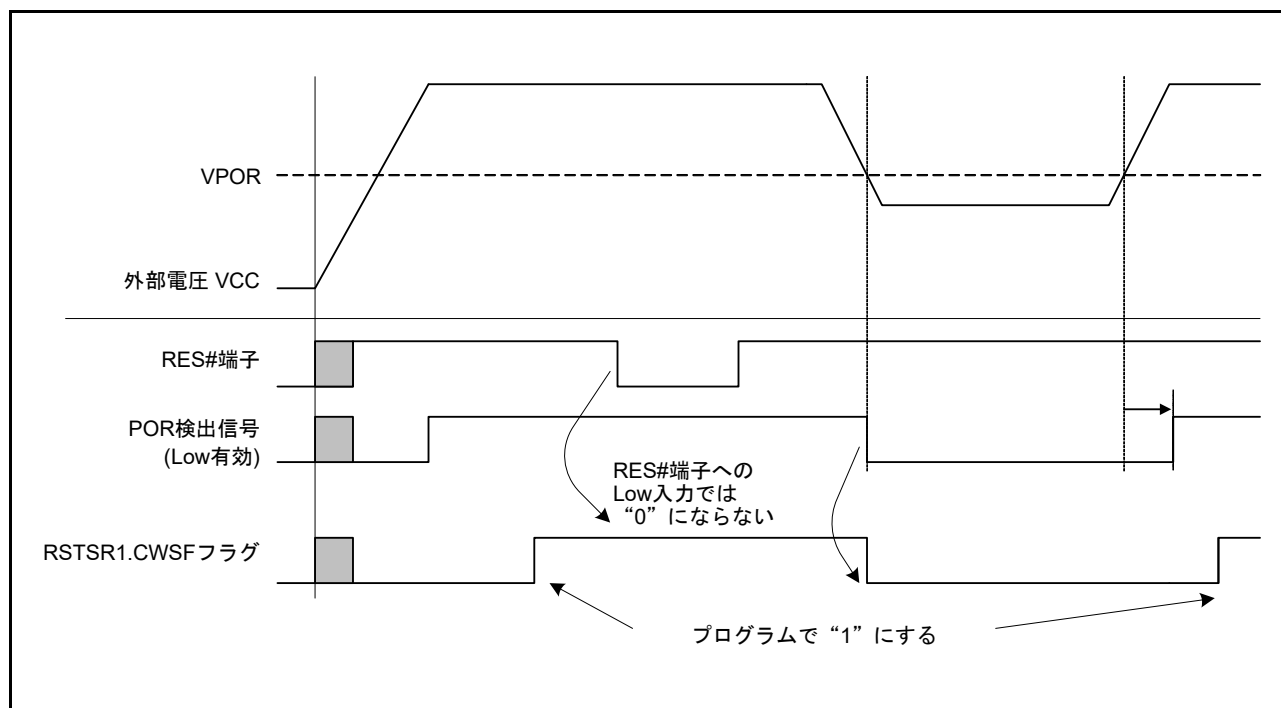 VPOR
外部電圧 VCC
RES#端子
POR検出信号
(Low有効)
RES#端子への
Low入力では
“0”にならない
RSTSR1.CWSFフラグ
プログラムで“1”にする